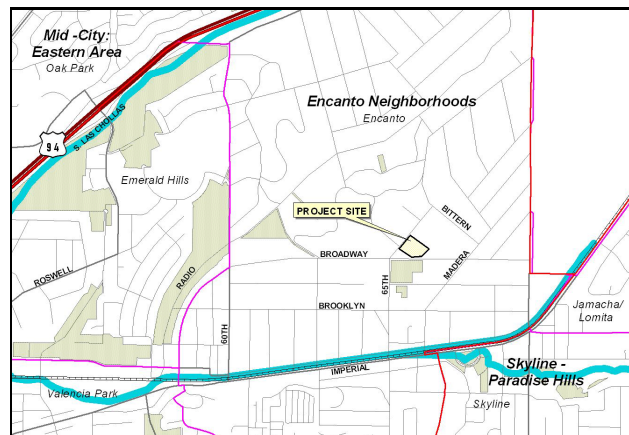 Mid -City:
Eastern Area
Oak Park
Encanto Neighborhoods
Encanto
S. LAS CHOLLAS
94
Emerald Hills
PROJECT SITE
BITTERN
BROADWAY
MADERA
ROSWELL
RADIO
65TH
BROOKLYN
60TH
Jamacha/
Lomita
IMPERIAL
Skyline -
Paradise Hills
Valencia Park
Skyline